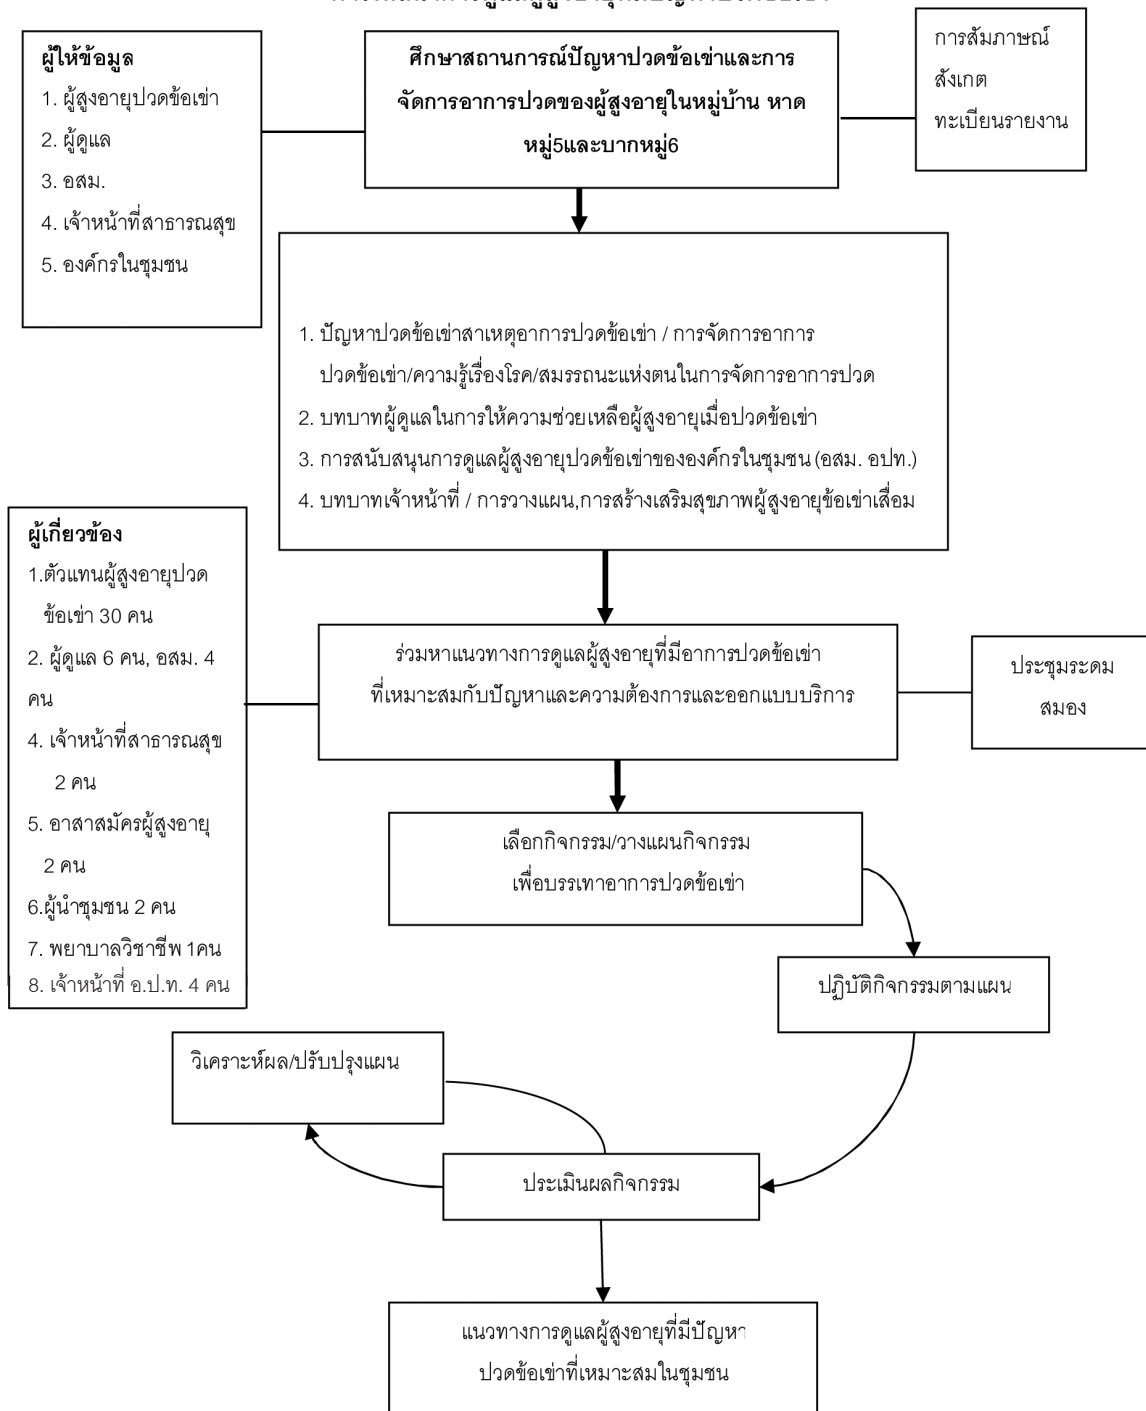 ผู้ให้ข้อมูล
1. ผู้สูงอายุปวดข้อเข่า
2. ผู้ดูแล
3. อสม.
4. เจ้าหน้าที่สาธารณสุข
5. องค์กรในชุมชน
ศึกษาสถานการณ์ปัญหาปวดข้อเข่าและการ
จัดการอาการปวดของผู้สูงอายุในหมู่บ้าน หาด
หมู่5และบากหมู่6
การสัมภาษณ์
สังเกต
ทะเบียนรายงาน
1. ปัญหาปวดข้อเข่าสาเหตุอาการปวดข้อเข่า / การจัดการอาการ
ปวดข้อเข่า/ความรู้เรื่องโรค/สมรรถนะแห่งตนในการจัดการอาการปวด
2. บทบาทผู้ดูแลในการให้ความช่วยเหลือผู้สูงอายุเมื่อปวดข้อเข่า
3. การสนับสนุนการดูแลผู้สูงอายุปวดข้อเข่าขององค์กรในชุมชน (อสม. อปท.)
4. บทบาทเจ้าหน้าที่ / การวางแผน,การสร้างเสริมสุขภาพผู้สูงอายุข้อเข่าเสื่อม
ผู้เกี่ยวข้อง
1.ตัวแทนผู้สูงอายุปวด
ข้อเข่า 30 คน
2. ผู้ดูแล 6 คน, อสม. 4
คน
4. เจ้าหน้าที่สาธารณสุข
2 คน
5. อาสาสมัครผู้สูงอายุ
2 คน
6.ผู้นำชุมชน 2 คน
7. พยาบาลวิชาชีพ 1คน
8. เจ้าหน้าที่ อ.ป.ท. 4 คน
ร่วมหาแนวทางการดูแลผู้สูงอายุที่มีอาการปวดข้อเข่า
ที่เหมาะสมกับปัญหาและความต้องการและออกแบบบริการ
ประชุมระดม
สมอง
เลือกกิจกรรม/วางแผนกิจกรรม
เพื่อบรรเทาอาการปวดข้อเข่า
ปฏิบัติกิจกรรมตามแผน
วิเคราะห์ผล/ปรับปรุงแผน
ประเมินผลกิจกรรม
แนวทางการดูแลผู้สูงอายุที่มีปัญหา
ปวดข้อเข่าที่เหมาะสมในชุมชน